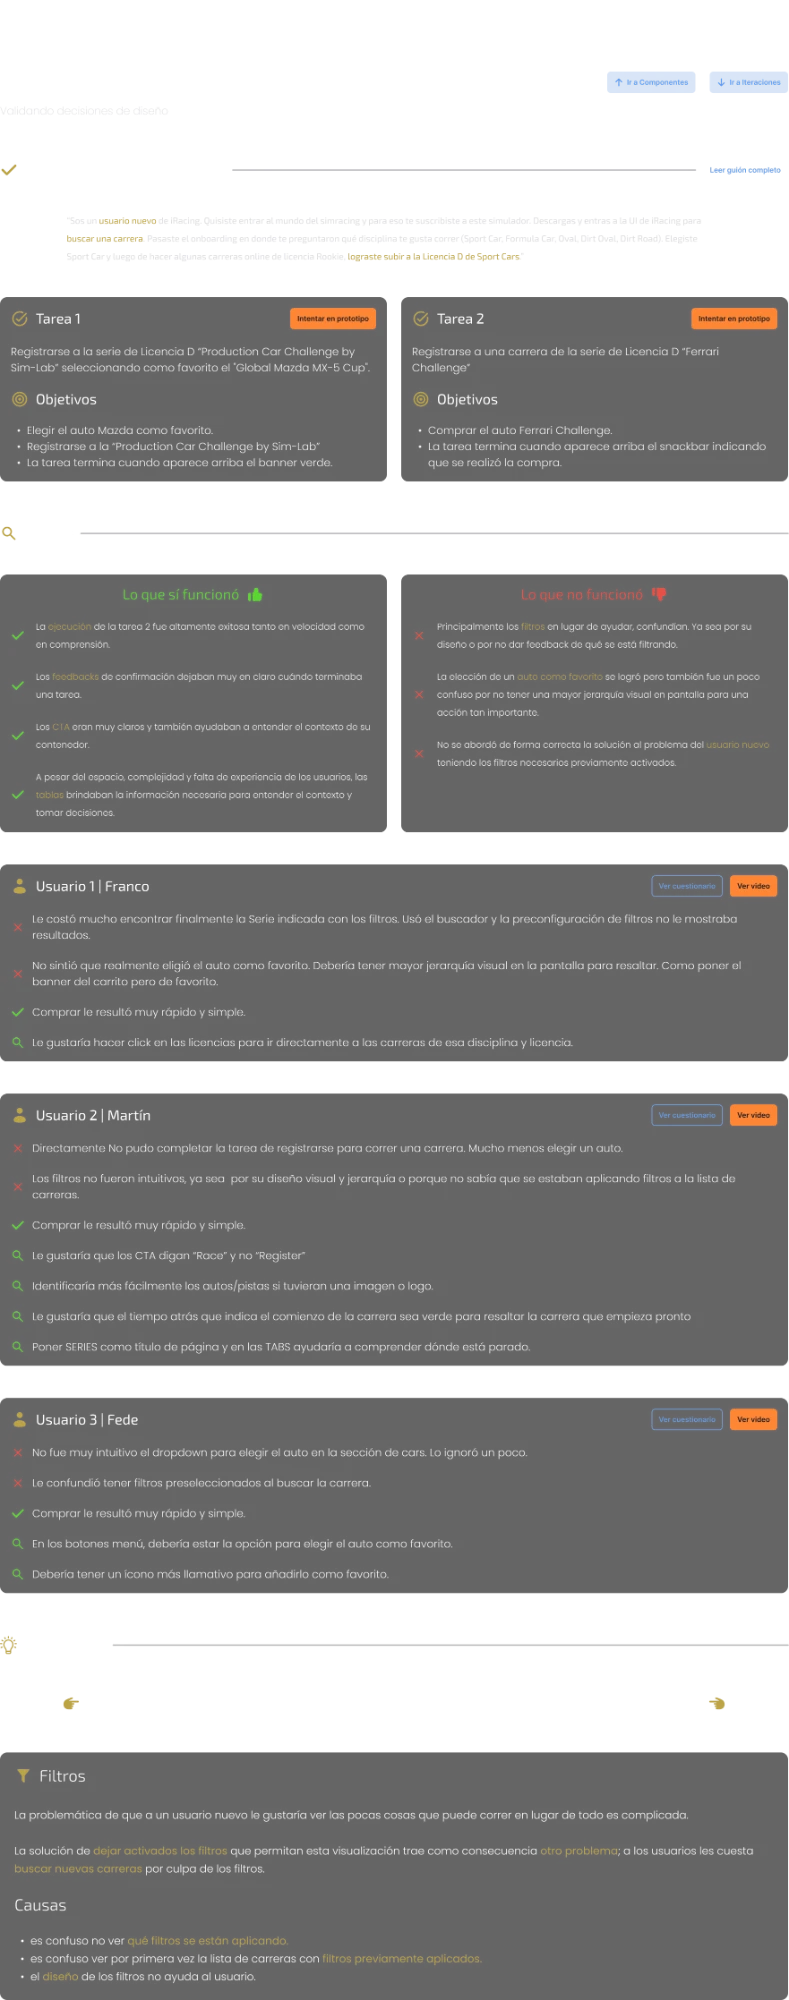 Ir a Componentes
Ir a Iteraciones
Validando decisiones de diseño
Leer guión completo
"Sos un usuario nuevo de iRacing. Quisiste entrar al mundo del simracing y para eso te suscribiste a este simulador. Descargas y entras a la UI de iRacing para
buscar una carrera. Pasaste el onboarding en donde te preguntaron qué disciplina te gusta correr (Sport Car, Formula Car, Oval, Dirt Oval, Dirt Road). Elegiste
Sport Car y luego de hacer algunas carreras online de licencia Rookie, lograste subir a la Licencia D de Sport Cars."
Tarea 1
Intentar en prototipo
Registrarse a la serie de Licencia D “Production Car Challenge by
Sim-Lab” seleccionando como favorito el "Global Mazda MX-5 Cup".
Objetivos
• Elegir el auto Mazda como favorito.
• Registrarse a la “Production Car Challenge by Sim-Lab”
• La tarea termina cuando aparece arriba el banner verde.
Tarea 2
Intentar en prototipo
Registrarse a una carrera de la serie de Licencia D “Ferrari
Challenge”
Objetivos
• Comprar el auto Ferrari Challenge.
• La tarea termina cuando aparece arriba el snackbar indicando
que se realizó la compra.
Lo que sí funcionó
La ejecución de la tarea 2 fue altamente exitosa tanto en velocidad como
en comprensión.
Los feedbacks de confirmación dejaban muy en claro cuándo terminaba
una tarea.
Los CTA eran muy claros y también ayudaban a entender el contexto de su
contenedor.
A pesar del espacio, complejidad y falta de experiencia de los usuarios, las
tablas brindaban la información necesaria para entender el contexto y
tomar decisiones.
Lo que no funcionó
Principalmente los filtros en lugar de ayudar, confundían. Ya sea por su
diseño o por no dar feedback de qué se está filtrando.
La elección de un auto como favorito se logró pero también fue un poco
confuso por no tener una mayor jerarquía visual en pantalla para una
acción tan importante.
No se abordó de forma correcta la solución al problema del usuario nuevo
teniendo los filtros necesarios previamente activados.
Usuario 1 | Franco
Ver cuestionario
Ver video
Le costó mucho encontrar finalmente la Serie indicada con los filtros. Usó el buscador y la preconfiguración de filtros no le mostraba
resultados.
No sintió que realmente eligió el auto como favorito. Debería tener mayor jerarquía visual en la pantalla para resaltar. Como poner el
banner del carrito pero de favorito.
Comprar le resultó muy rápido y simple.
Le gustaría hacer click en las licencias para ir directamente a las carreras de esa disciplina y licencia.
Usuario 2 | Martín
Ver cuestionario
Ver video
Directamente No pudo completar la tarea de registrarse para correr una carrera. Mucho menos elegir un auto.
Los filtros no fueron intuitivos, ya sea por su diseño visual y jerarquía o porque no sabía que se estaban aplicando filtros a la lista de
carreras.
Comprar le resultó muy rápido y simple.
Le gustaría que los CTA digan “Race” y no “Register”
Identificaría más fácilmente los autos/pistas si tuvieran una imagen o logo.
Le gustaría que el tiempo atrás que indica el comienzo de la carrera sea verde para resaltar la carrera que empieza pronto
Poner SERIES como título de página y en las TABS ayudaría a comprender dónde está parado.
Usuario 3 | Fede
Ver cuestionario
Ver video
No fue muy intuitivo el dropdown para elegir el auto en la sección de cars. Lo ignoró un poco.
Le confundió tener filtros preseleccionados al buscar la carrera.
Comprar le resultó muy rápido y simple.
En los botones menú, debería estar la opción para elegir el auto como favorito.
Debería tener un ícono más llamativo para añadirlo como favorito.
Filtros
La problemática de que a un usuario nuevo le gustaría ver las pocas cosas que puede correr en lugar de todo es complicada.
La solución de dejar activados los filtros que permitan esta visualización trae como consecuencia otro problema; a los usuarios les cuesta
buscar nuevas carreras por culpa de los filtros.
Causas
• es confuso no ver qué filtros se están aplicando.
• es confuso ver por primera vez la lista de carreras con filtros previamente aplicados.
• el diseño de los filtros no ayuda al usuario.